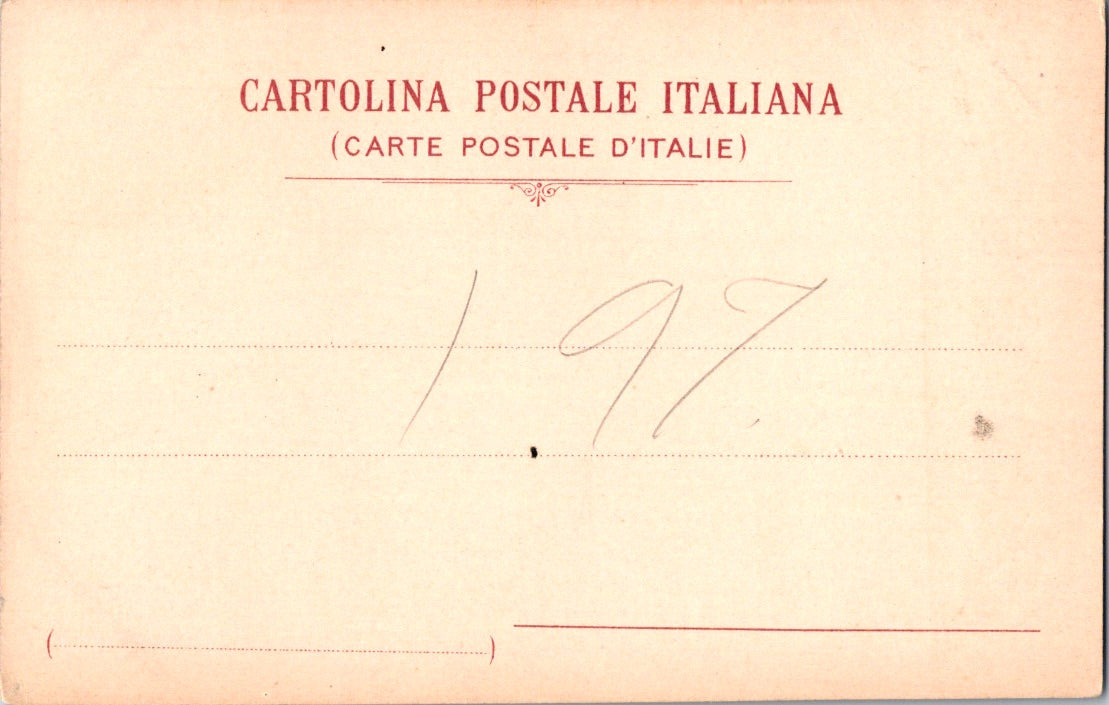 CARTOLINA POSTALE ITALIANA
(CARTE POSTALE D'ITALIE)
1 97.